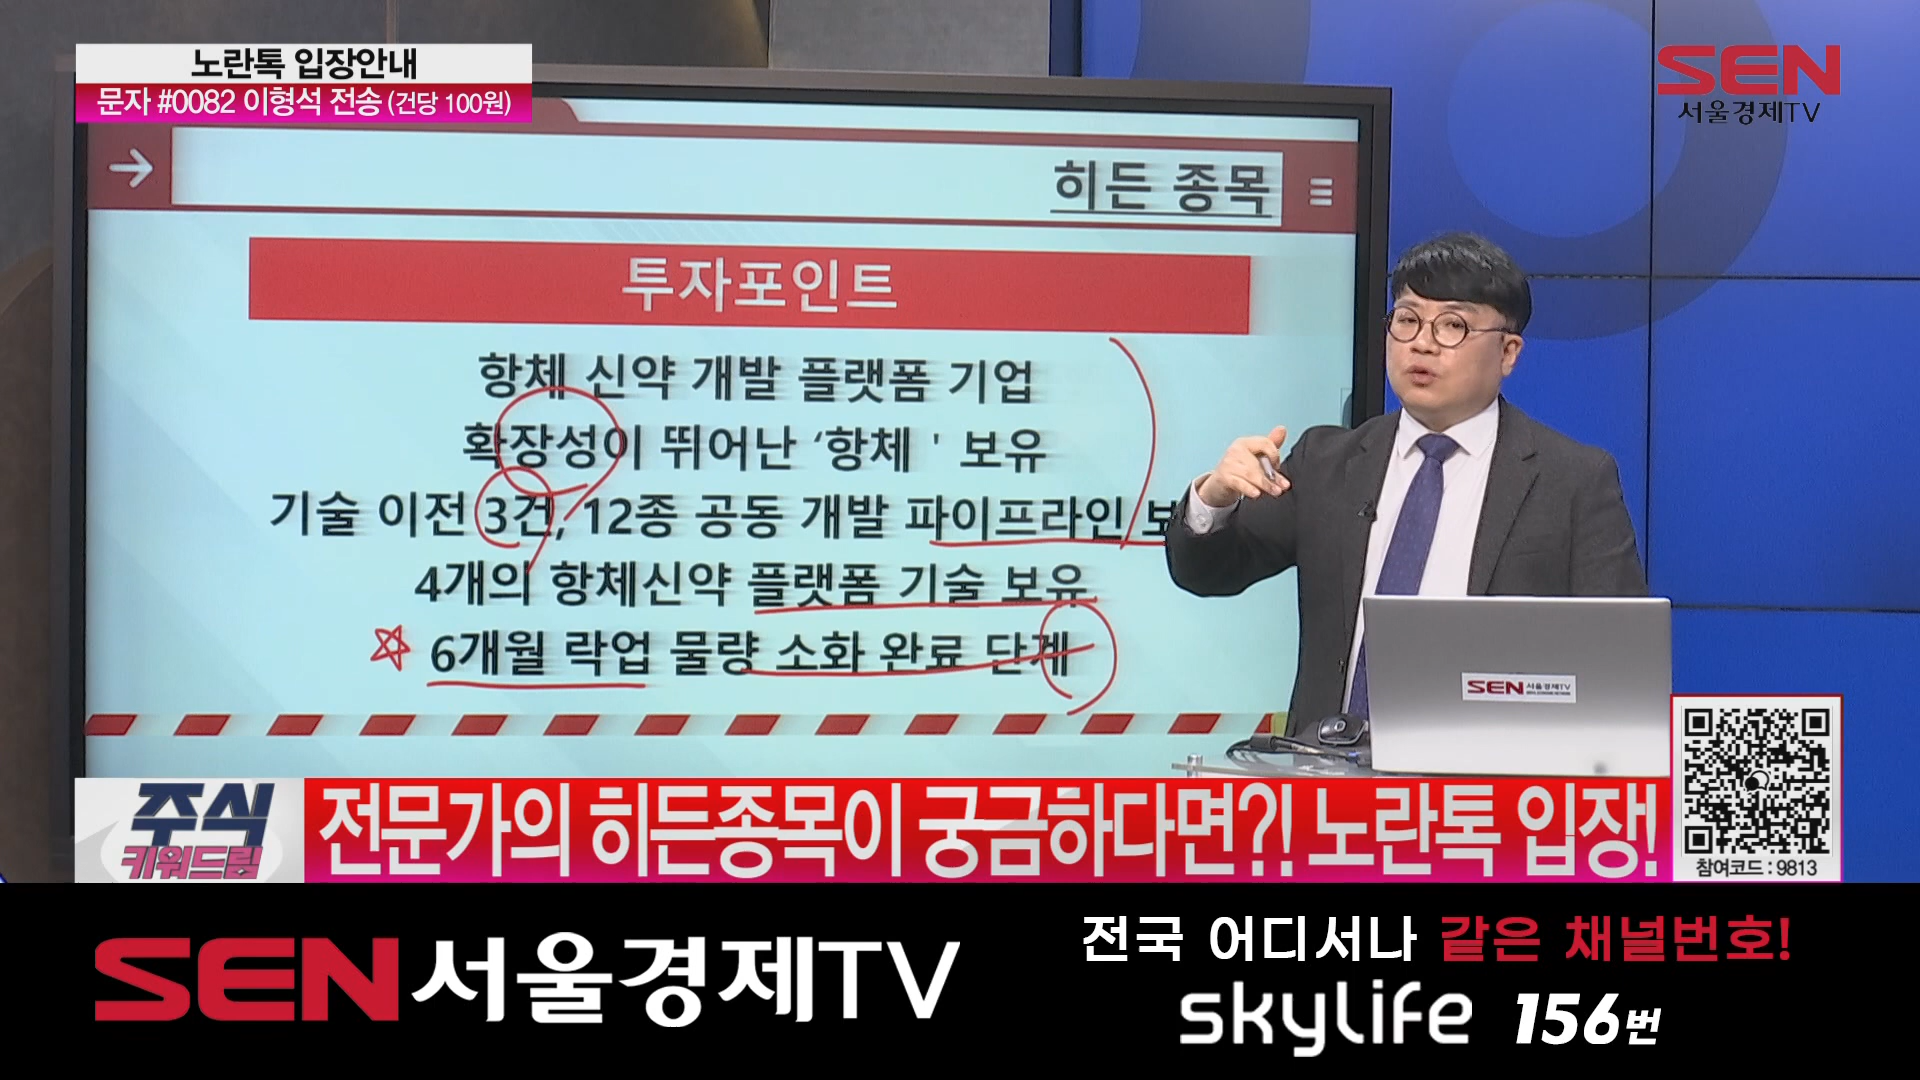 노란톡 입장안내
문자 #0082 이형석 전송 (건당 100원)
SEN
서울경제TV
히든 종목
투자포인트
항체 신약 개발 플랫폼 기업
확장성이 뛰어난 ‘항체 ' 보유
기술 이전 3건, 12종 공동 개발 파이프라인 보
4개의 항체신약 플랫폼 기술 보유
6개월 락업 물량 소화 완료 단계
SEN 서울경제TV
주식
키워드림
전문가의 히든종목이 궁금하다면?! 노란톡 입장!
참여코드 : 9813
SEN 서울경제TV
전국 어디서나 같은 채널번호!
skylife 156번